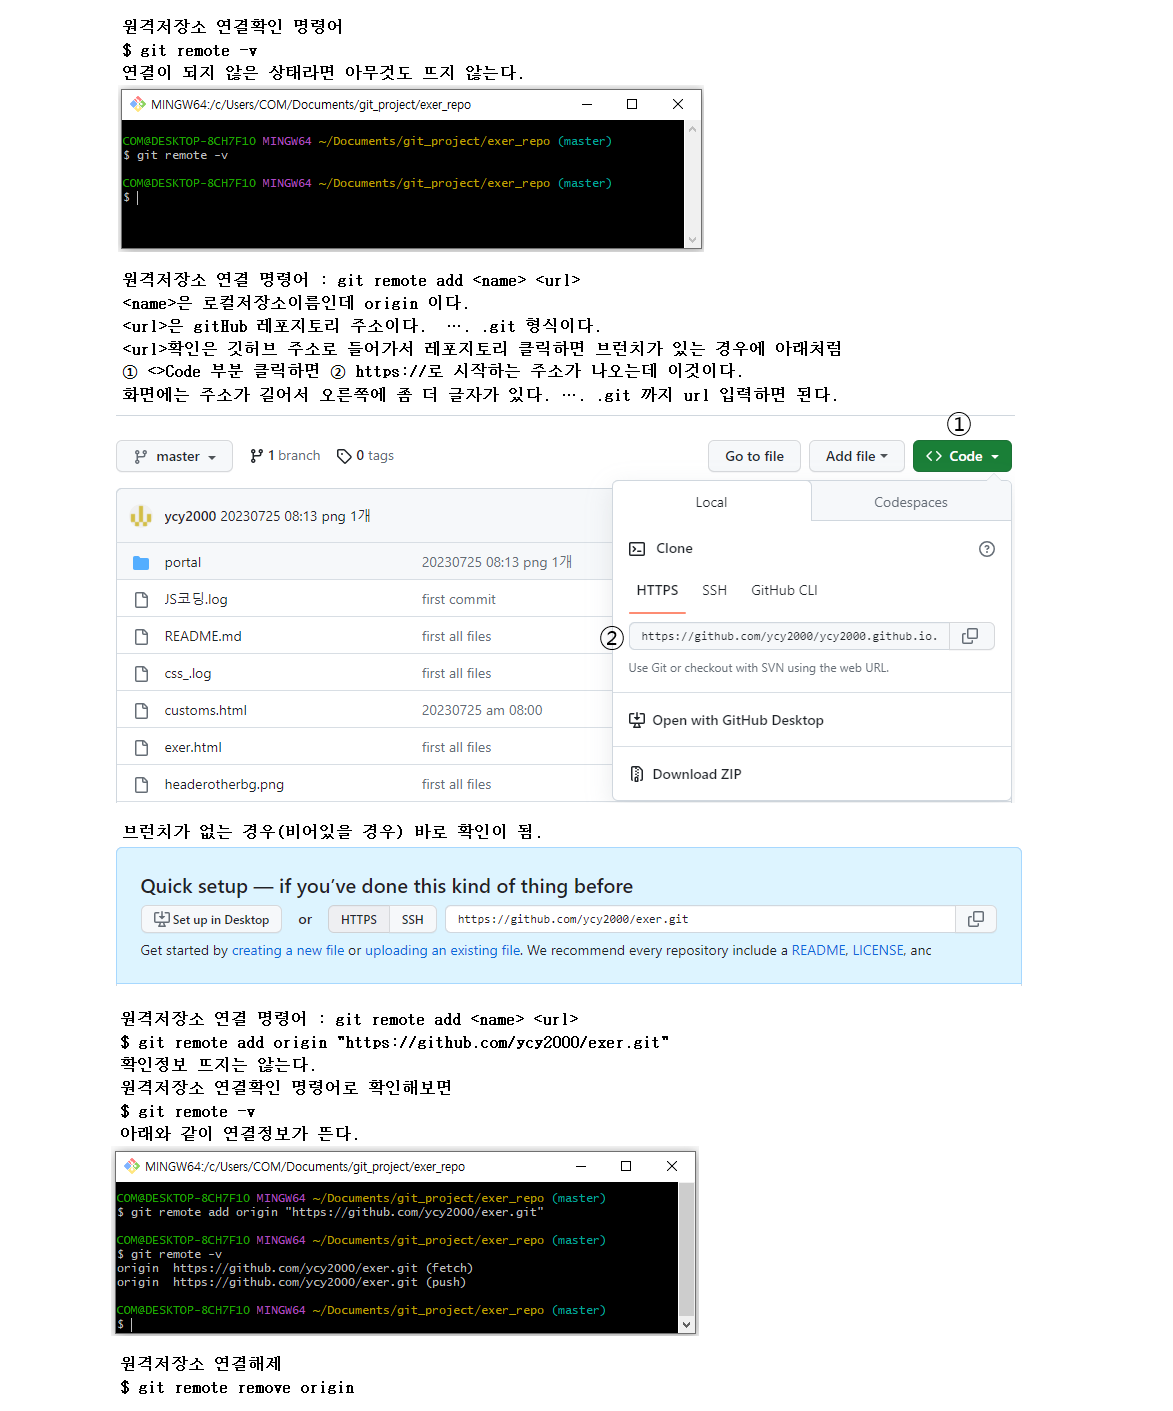 원격저장소 연결확인 명령어
$ git remote -v
연결이 되지 않은 상태라면 아무것도 뜨지 않는다.
MINGW64:/c/Users/COM/Documents/git_project/exer_repo
COM@DESKTOP-8CH7F10 MINGW64 ~/Documents/git_project/exer_repo (master)
$ git remote -v
COM@DESKTOP-8CH7F10 MINGW64 ~/Documents/git_project/exer_repo (master)
$
원격저장소 연결 명령어 : git remote add <name> <url>
<name>은 로컬저장소이름인데 origin 이다.
<url>은 gitHub 레포지토리 주소이다. …. .git 형식이다.
<url>확인은 깃허브 주소로 들어가서 레포지토리 클릭하면 브런치가 있는 경우에 아래처럼
① <>Code 부분 클릭하면 ② https://로 시작하는 주소가 나오는데 이것이다.
화면에는 주소가 길어서 오른쪽에 좀 더 글자가 있다. …. .git 까지 url 입력하면 된다.
①
master 1 branch 0 tags Go to file Add file <> Code
Local Codespaces
ycy2000 20230725 08:13 png 1개
Clone
portal 20230725 08:13 png 1개
HTTPS SSH GitHub CLI
JS코딩.log first commit
README.md first all files
② https://github.com/ycy2000/ycy2000.github.io.
Use Git or checkout with SVN using the web URL.
css_.log first all files
customs.html 20230725 am 08:00
Open with GitHub Desktop
exer.html first all files
Download ZIP
headerotherbg.png first all files
브런치가 없는 경우(비어있을 경우) 바로 확인이 됨.
Quick setup — if you've done this kind of thing before
Set up in Desktop or HTTPS SSH https://github.com/ycy2000/exer.git
Get started by creating a new file or uploading an existing file. We recommend every repository include a README, LICENSE, and
원격저장소 연결 명령어 : git remote add <name> <url>
$ git remote add origin "https://github.com/ycy2000/exer.git"
확인정보 뜨지는 않는다.
원격저장소 연결확인 명령어로 확인해보면
$ git remote -v
아래와 같이 연결정보가 뜬다.
MINGW64:/c/Users/COM/Documents/git_project/exer_repo
COM@DESKTOP-8CH7F10 MINGW64 ~/Documents/git_project/exer_repo (master)
$ git remote add origin "https://github.com/ycy2000/exer.git"
COM@DESKTOP-8CH7F10 MINGW64 ~/Documents/git_project/exer_repo (master)
$ git remote -v
origin https://github.com/ycy2000/exer.git (fetch)
origin https://github.com/ycy2000/exer.git (push)
COM@DESKTOP-8CH7F10 MINGW64 ~/Documents/git_project/exer_repo (master)
$
원격저장소 연결해제
$ git remote remove origin